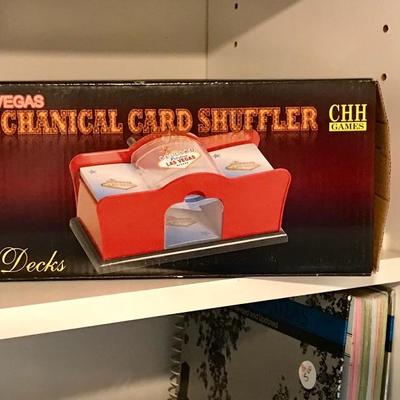 VEGAS
CHANICAL CARD SHUFFLER
CHH
GAMES
LAS VEGAS
Decks